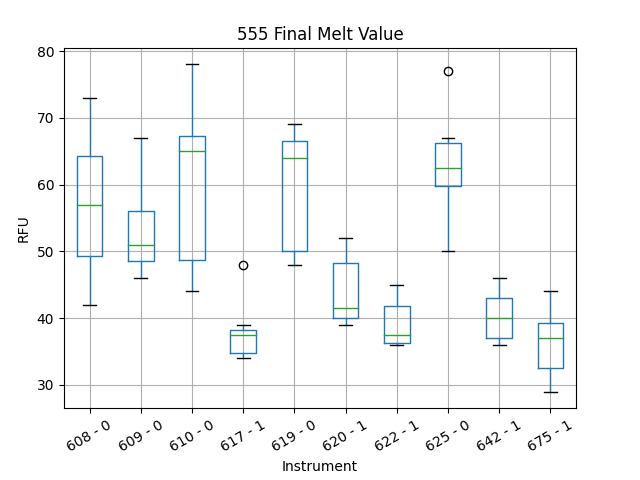 555 Final Melt Value
80
70
60
50
40
30
RFU
608 - 0
609 - 0
610 - 0
617 - 1
619 - 0
620 - 1
622 - 1
625 - 0
642 - 1
675 - 1
Instrument